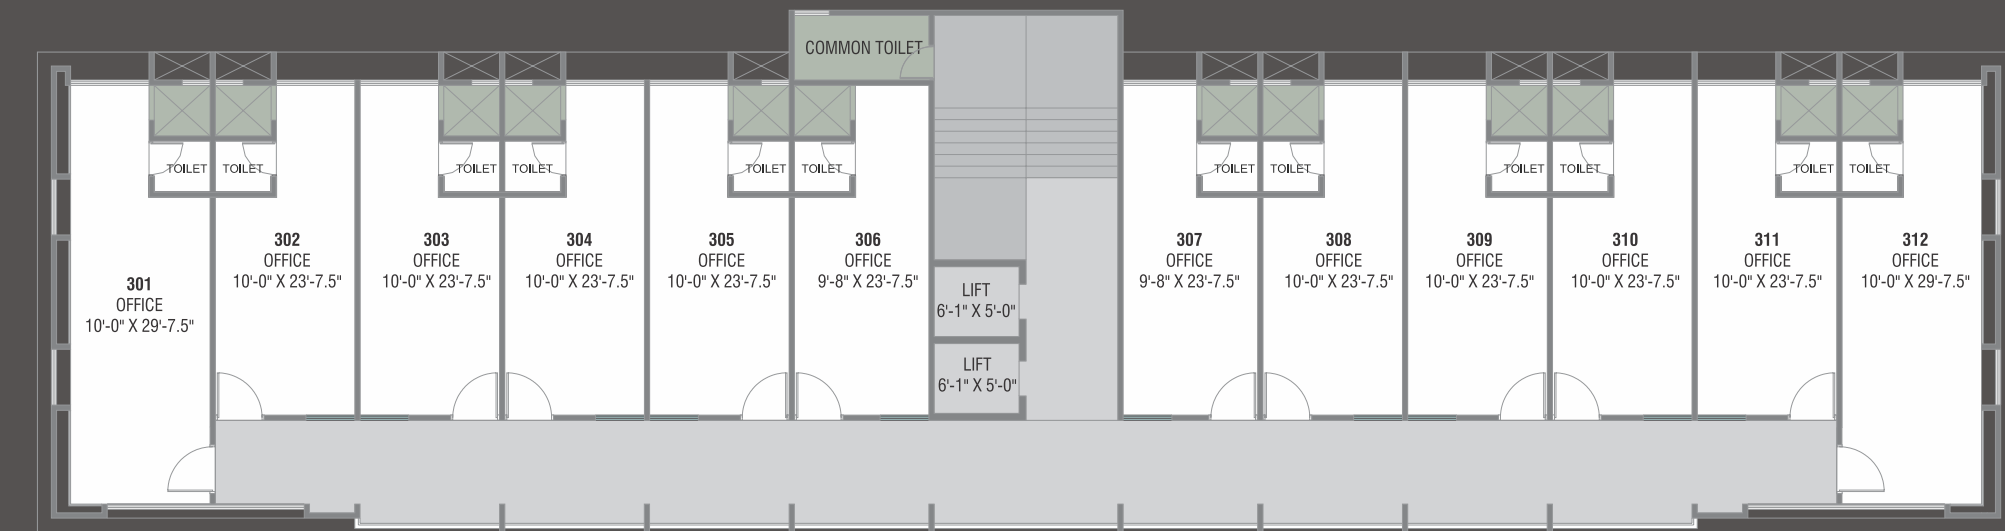 COMMON TOILET
TOILET
TOILET
TOILET
TOILET
TOILET
TOILET
TOILET
TOILET
TOILET
TOILET
TOILET
TOILET
301
OFFICE
10'-0" X 29'-7.5"
302
OFFICE
10'-0" X 23'-7.5"
303
OFFICE
10'-0" X 23'-7.5"
304
OFFICE
10'-0" X 23'-7.5"
305
OFFICE
10'-0" X 23'-7.5"
306
OFFICE
9'-8" X 23'-7.5"
LIFT
6'-1" X 5'-0"
LIFT
6'-1" X 5'-0"
307
OFFICE
9'-8" X 23'-7.5"
308
OFFICE
10'-0" X 23'-7.5"
309
OFFICE
10'-0" X 23'-7.5"
310
OFFICE
10'-0" X 23'-7.5"
311
OFFICE
10'-0" X 23'-7.5"
312
OFFICE
10'-0" X 29'-7.5"